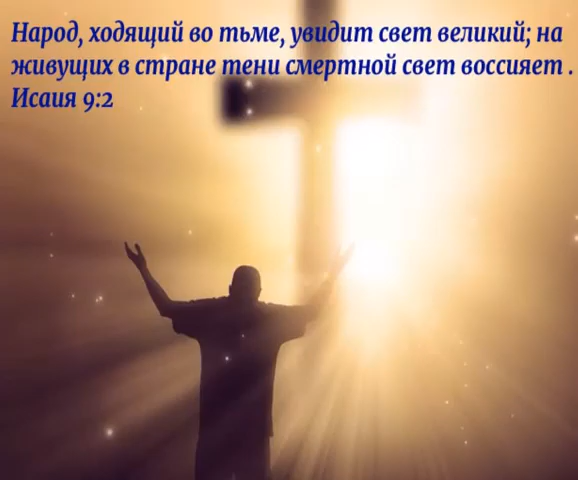 Народ, ходящий во тьме, увидит свет великий; на
живущих в стране тени смертной свет воссияет .
Исаия 9:2